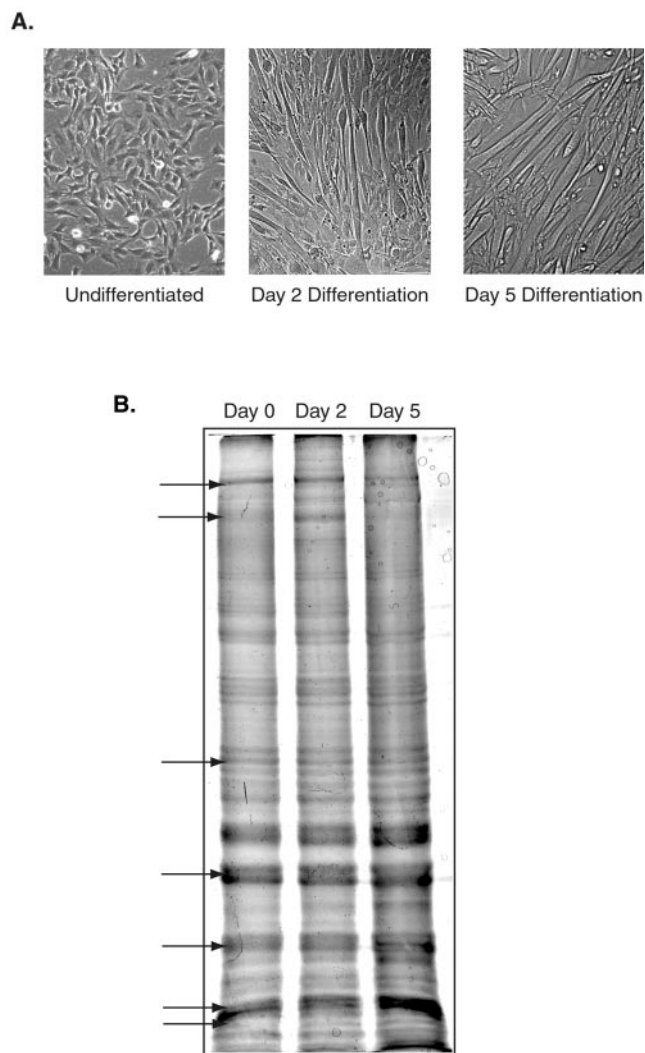 A.
Undifferentiated
Day 2 Differentiation
Day 5 Differentiation
B.
Day 0
Day 2
Day 5